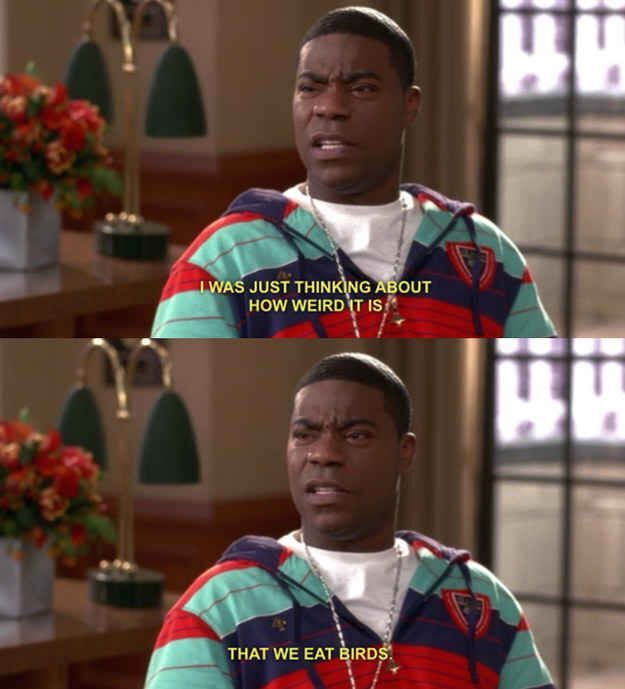 I WAS JUST THINKING ABOUT
HOW WEIRD IT IS
THAT WE EAT BIRDS.